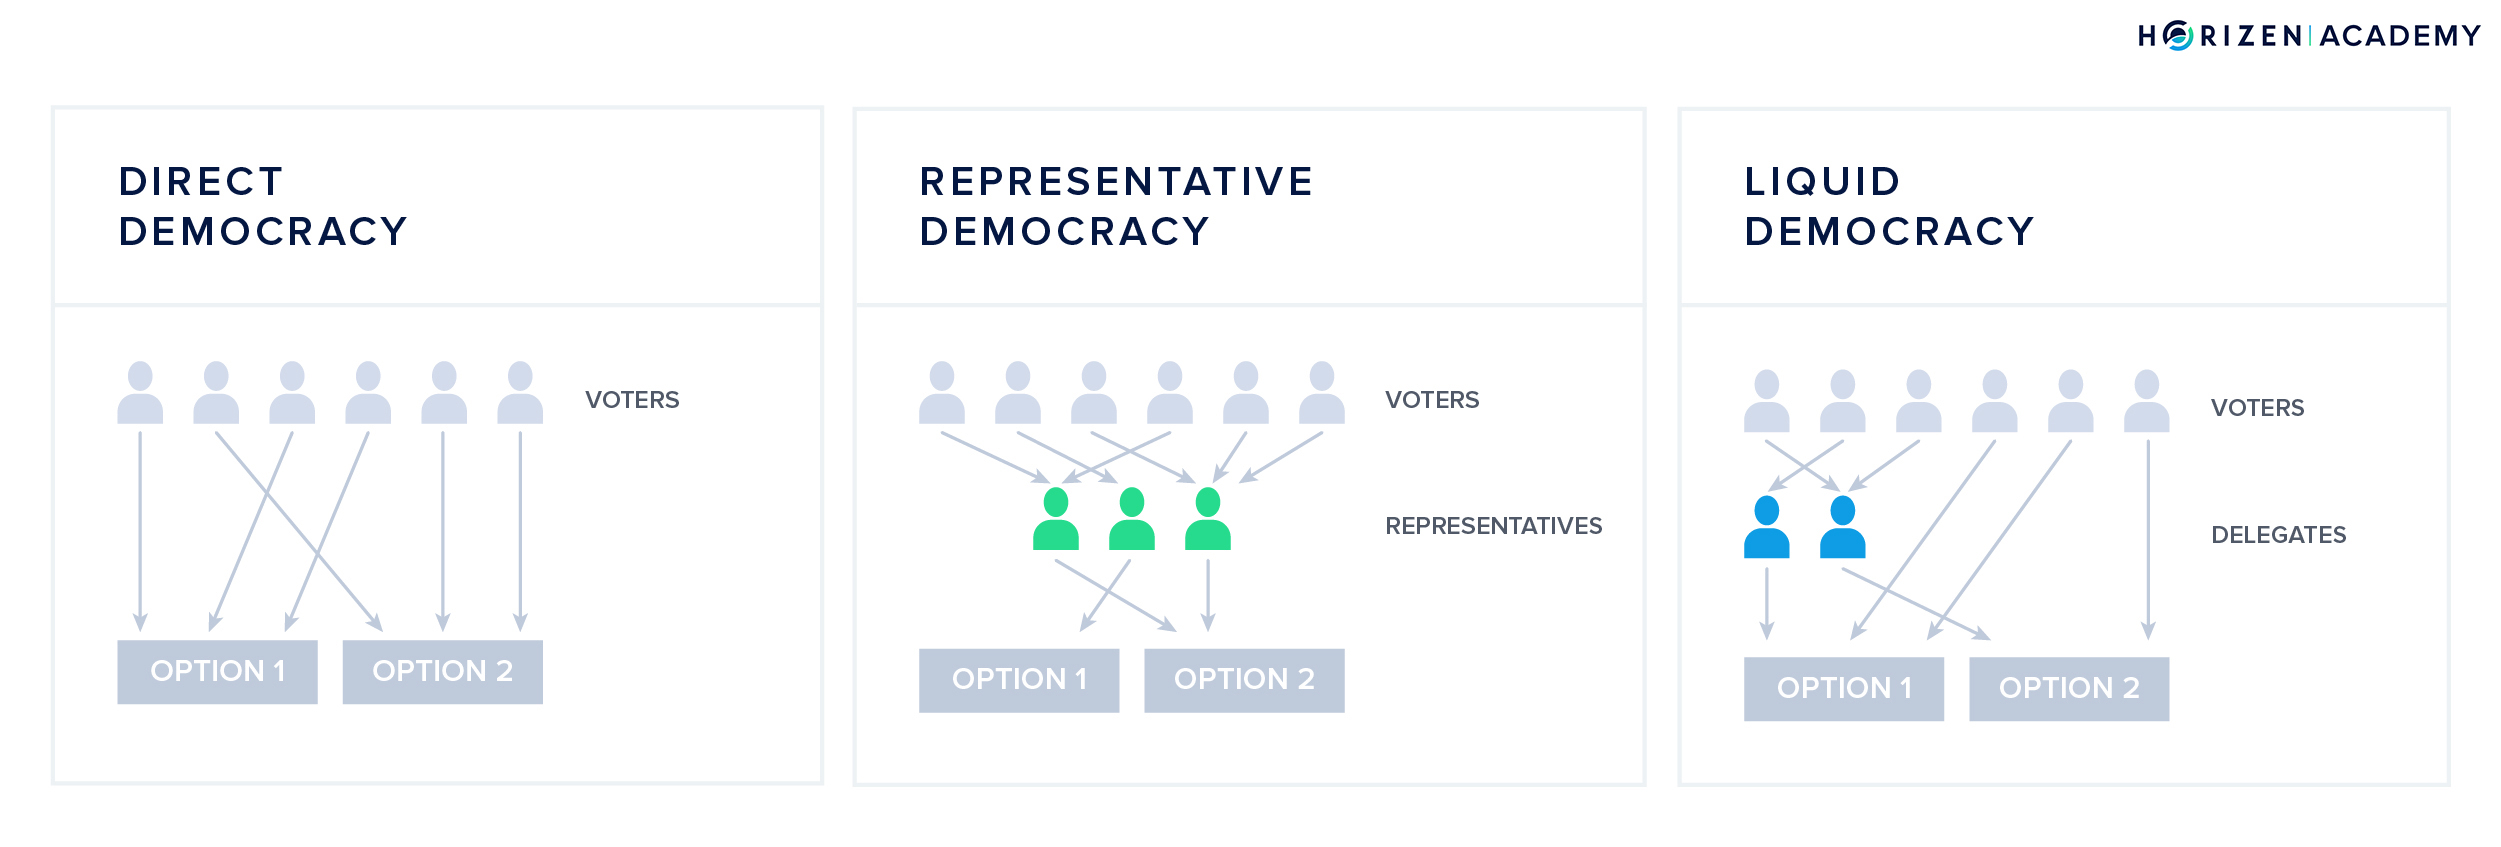 HORIZEN|ACADEMY
DIRECT
DEMOCRACY
VOTERS
OPTION 1
OPTION 2
REPRESENTATIVE
DEMOCRACY
VOTERS
REPRESENTATIVES
OPTION 1
OPTION 2
LIQUID
DEMOCRACY
VOTERS
DELEGATES
OPTION 1
OPTION 2